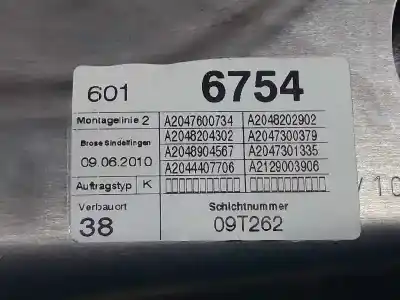 601 6754
Montagelinie 2 A2047600734 A2048202902
Brose Sindelfingen A2048204302 A2047300379
A2048904567 A2047301335
09.06.2010 A2044407706 A2129003906
Auftragstyp K
Verbauort Schichtnummer
38 09T262
/10